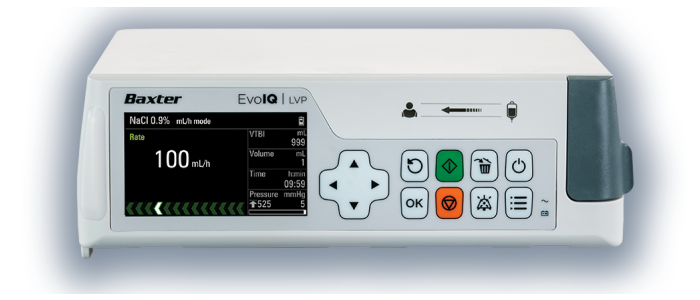 Baxter
EvoIQ | LVP
NaCl 0.9% mL/h mode
Rate
100 mL/h
VTBI mL
999
Volume mL
1
Time h:min
09:59
Pressure mmHg
525 5
OK